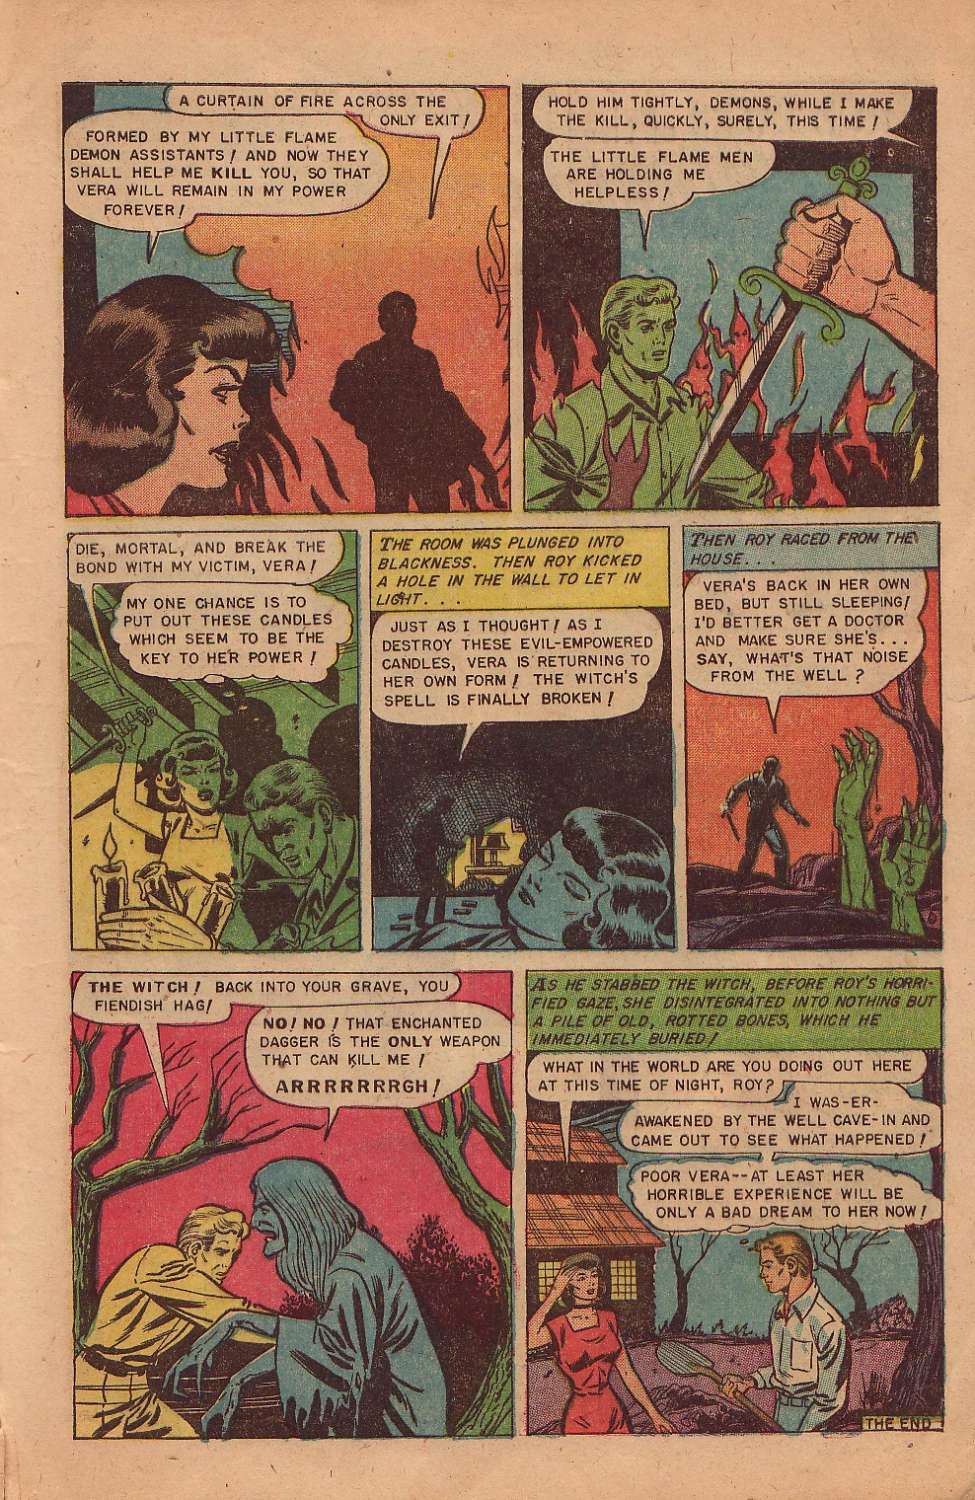 A CURTAIN OF FIRE ACROSS THE
ONLY EXIT!
FORMED BY MY LITTLE FLAME
DEMON ASSISTANTS! AND NOW THEY
SHALL HELP ME KILL YOU, SO THAT
VERA WILL REMAIN IN MY POWER
FOREVER!
HOLD HIM TIGHTLY, DEMONS, WHILE I MAKE
THE KILL, QUICKLY, SURELY, THIS TIME!
THE LITTLE FLAME MEN
ARE HOLDING ME
HELPLESS!
DIE, MORTAL, AND BREAK THE
BOND WITH MY VICTIM, VERA!
MY ONE CHANCE IS TO
PUT OUT THESE CANDLES
WHICH SEEM TO BE THE
KEY TO HER POWER!
THE ROOM WAS PLUNGED INTO
BLACKNESS. THEN ROY KICKED
A HOLE IN THE WALL TO LET IN
LIGHT...
JUST AS I THOUGHT! AS I
DESTROY THESE EVIL-EMPOWERED
CANDLES, VERA IS RETURNING TO
HER OWN FORM! THE WITCH'S
SPELL IS FINALLY BROKEN!
THEN ROY RACED FROM THE
HOUSE...
VERA'S BACK IN HER OWN
BED, BUT STILL SLEEPING!
I'D BETTER GET A DOCTOR
AND MAKE SURE SHE'S...
SAY, WHAT'S THAT NOISE
FROM THE WELL?
THE WITCH! BACK INTO YOUR GRAVE, YOU
FIENDISH HAG!
NO! NO! THAT ENCHANTED
DAGGER IS THE ONLY WEAPON
THAT CAN KILL ME!
ARRRRRRRGH!
AS HE STABBED THE WITCH, BEFORE ROY'S HORRI-
FIED GAZE, SHE DISINTEGRATED INTO NOTHING BUT
A PILE OF OLD, ROTTED BONES, WHICH HE
IMMEDIATELY BURIED!
WHAT IN THE WORLD ARE YOU DOING OUT HERE
AT THIS TIME OF NIGHT, ROY?
I WAS-ER-
AWAKENED BY THE WELL CAVE-IN AND
CAME OUT TO SEE WHAT HAPPENED!
POOR VERA--AT LEAST HER
HORRIBLE EXPERIENCE WILL BE
ONLY A BAD DREAM TO HER NOW!
THE END